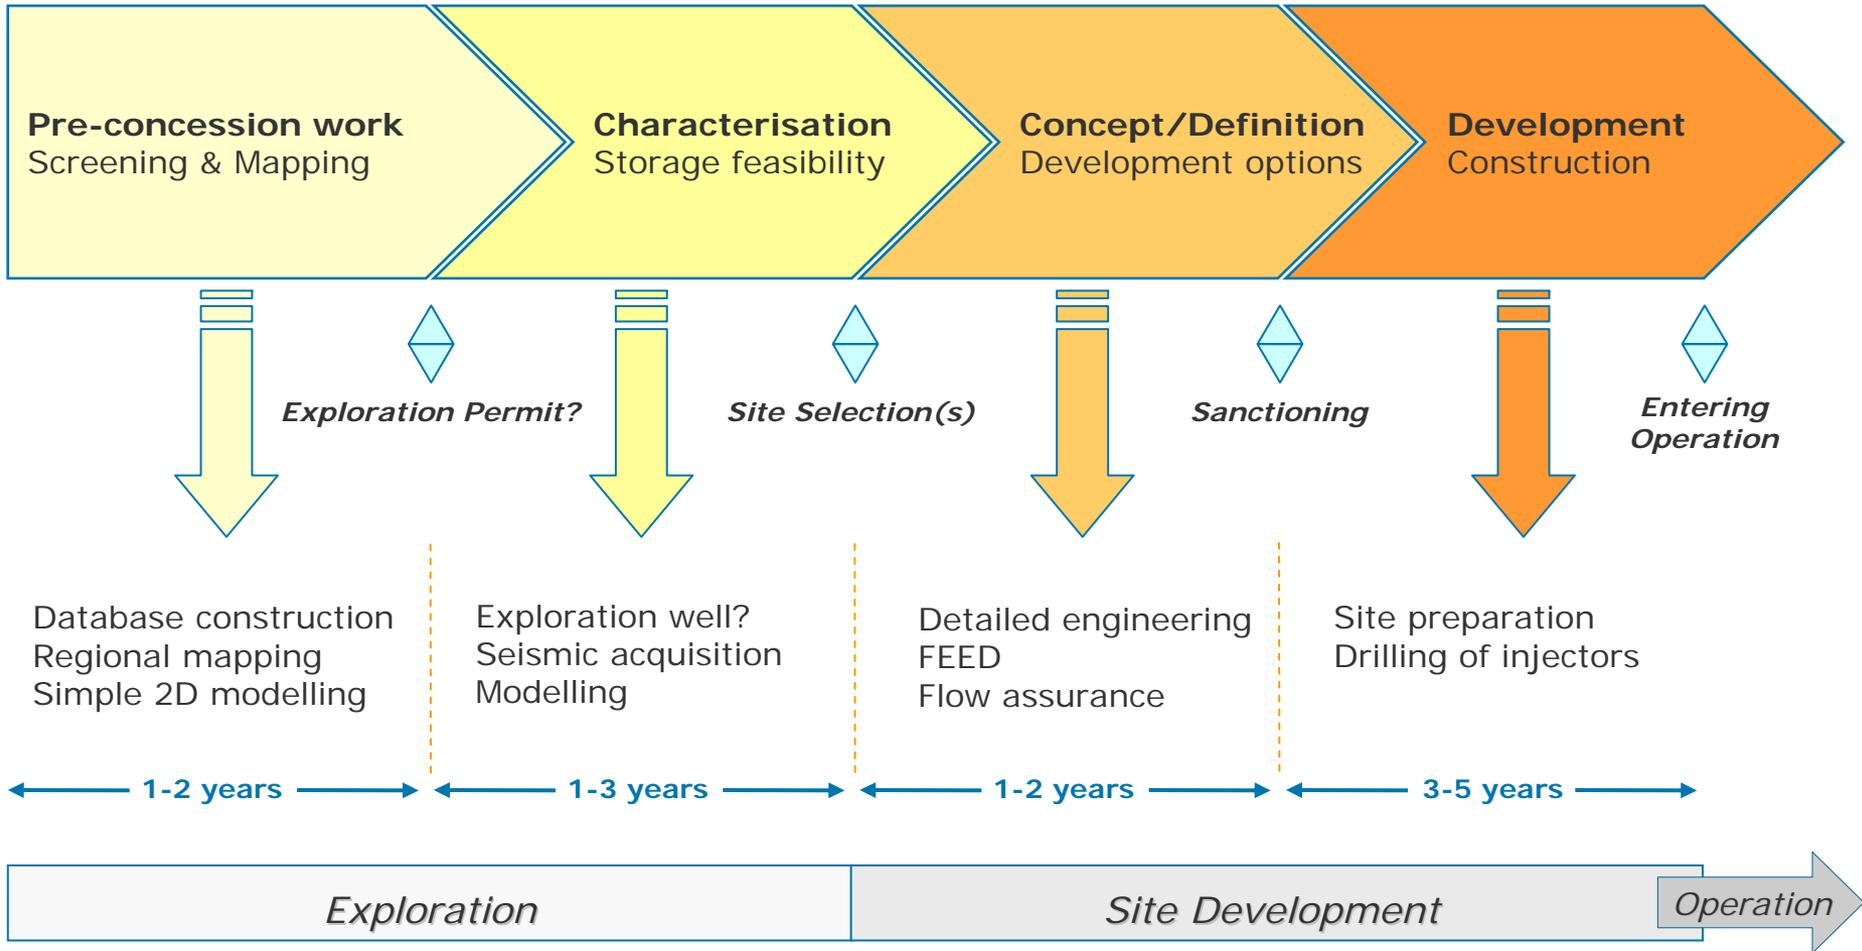 Pre-concession work
Screening & Mapping
Characterisation
Storage feasibility
Concept/Definition
Development options
Development
Construction
Exploration Permit?
Site Selection(s)
Sanctioning
Entering
Operation
Database construction
Regional mapping
Simple 2D modelling
Exploration well?
Seismic acquisition
Modelling
Detailed engineering
FEED
Flow assurance
Site preparation
Drilling of injectors
1-2 years
1-3 years
1-2 years
3-5 years
Exploration
Site Development
Operation